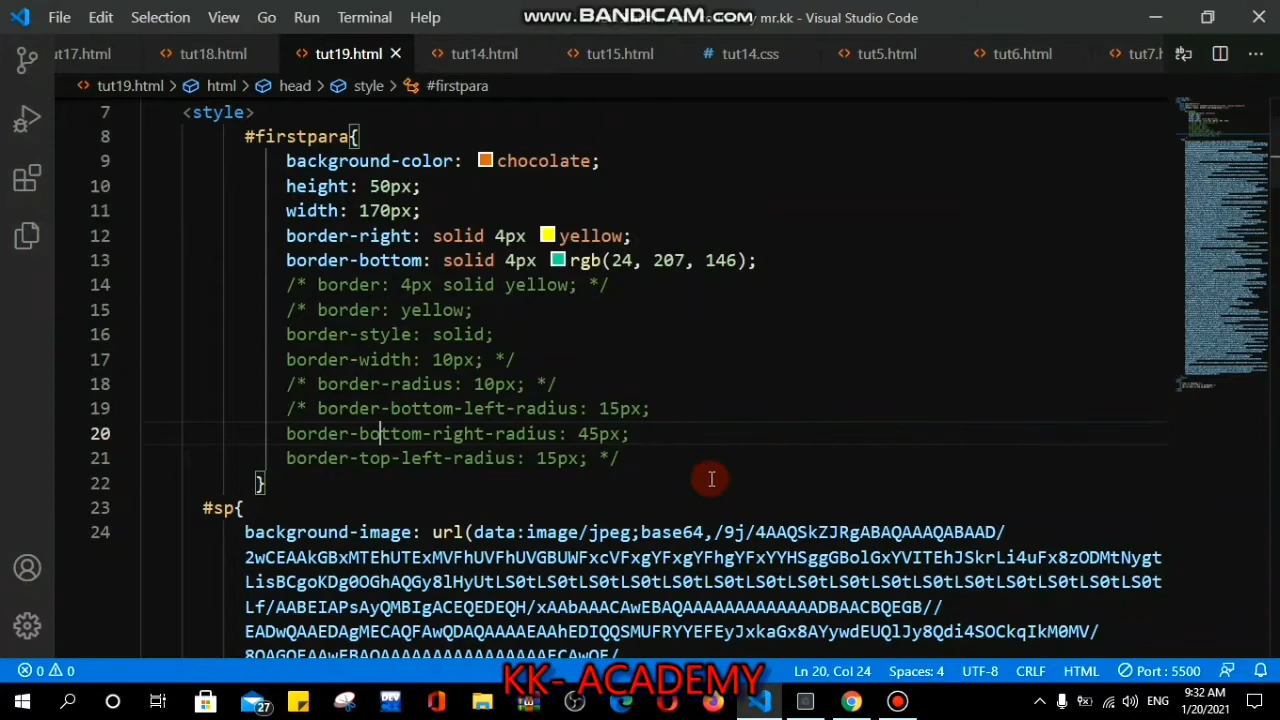 File Edit Selection View Go Run Terminal Help www.BANDICAM.com mr.kk - Visual Studio Code
ut17.html tut18.html tut19.html tut14.html tut15.html # tut14.css tut5.html tut6.html tut7.h
tut19.html > html > head > style > #firstpara
7 <style>
8 #firstpara{
9 background-color: chocolate;
10 height: 50px;
11 width: 170px;
12 border-right: solid 4px yellow;
13 border-bottom: solid 4px rgb(24, 207, 146);
14 /* border: 4px solid yellow; */
15 /* border: yellow;
16 border-style: solid;
17 border-width: 10px; */
18 /* border-radius: 10px; */
19 /* border-bottom-left-radius: 15px;
20 border-bottom-right-radius: 45px;
21 border-top-left-radius: 15px; */
22 }
23 #sp{
24 background-image: url(data:image/jpeg;base64,/9j/4AAQSkZJRgABAQAAAQABAAD/
0 0 Ln 20, Col 24 Spaces: 4 UTF-8 CRLF HTML Port : 5500
KK- ACADEMY
27 DEV ENG 9:32 AM
1/20/2021